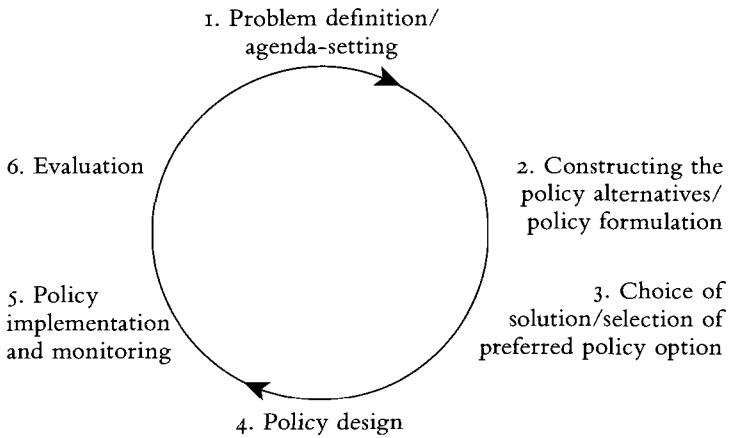 1. Problem definition/
agenda-setting
2. Constructing the
policy alternatives/
policy formulation
3. Choice of
solution/selection of
preferred policy option
4. Policy design
5. Policy
implementation
and monitoring
6. Evaluation